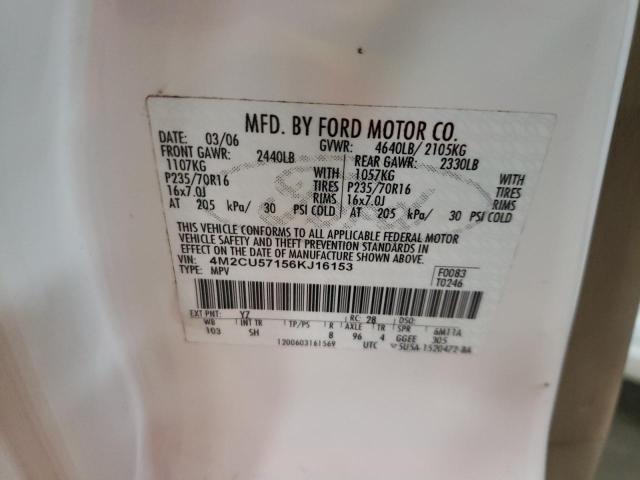 MFD. BY FORD MOTOR CO.
DATE: 03/06 GVWR: 4640LB/ 2105KG
FRONT GAWR: 2440LB REAR GAWR: 2330LB
1107KG WITH 1057KG WITH
P235/70R16 TIRES P235/70R16 TIRES
16x7.0J RIMS 16x7.0J RIMS
AT 205 kPa/ 30 PSI COLD AT 205 kPa/ 30 PSI COLD
THIS VEHICLE CONFORMS TO ALL APPLICABLE FEDERAL MOTOR
VEHICLE SAFETY AND THEFT PREVENTION STANDARDS IN
EFFECT ON THE DATE OF MANUFACTURE SHOWN ABOVE.
VIN: 4M2CU57156KJ16153 F0083
TYPE: MPV T0246
EXT PNT: YZ RC: 28 DSO:
WB INT TR TP/PS R AXLE TR SPR 6M11A
103 SH 8 96 4 GGEE 305
1200603161569 UTC 5U5A-1520472-BA